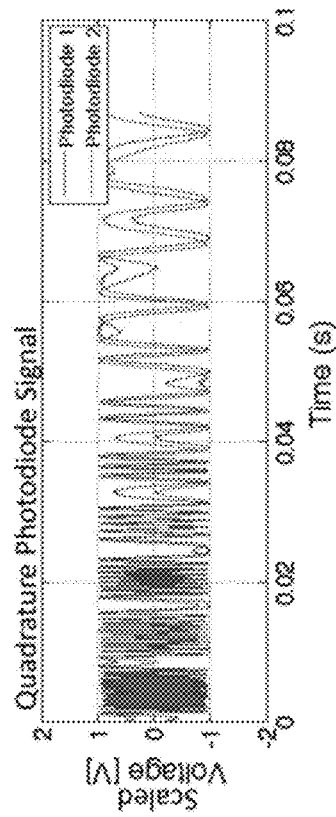 Quadrature Photodiode Signal
Photodiode 1
Photodiode 2
Scaled
Voltage [V]
2
1
0
-1
-2
0
0.02
0.04
0.06
0.08
0.1
Time (s)